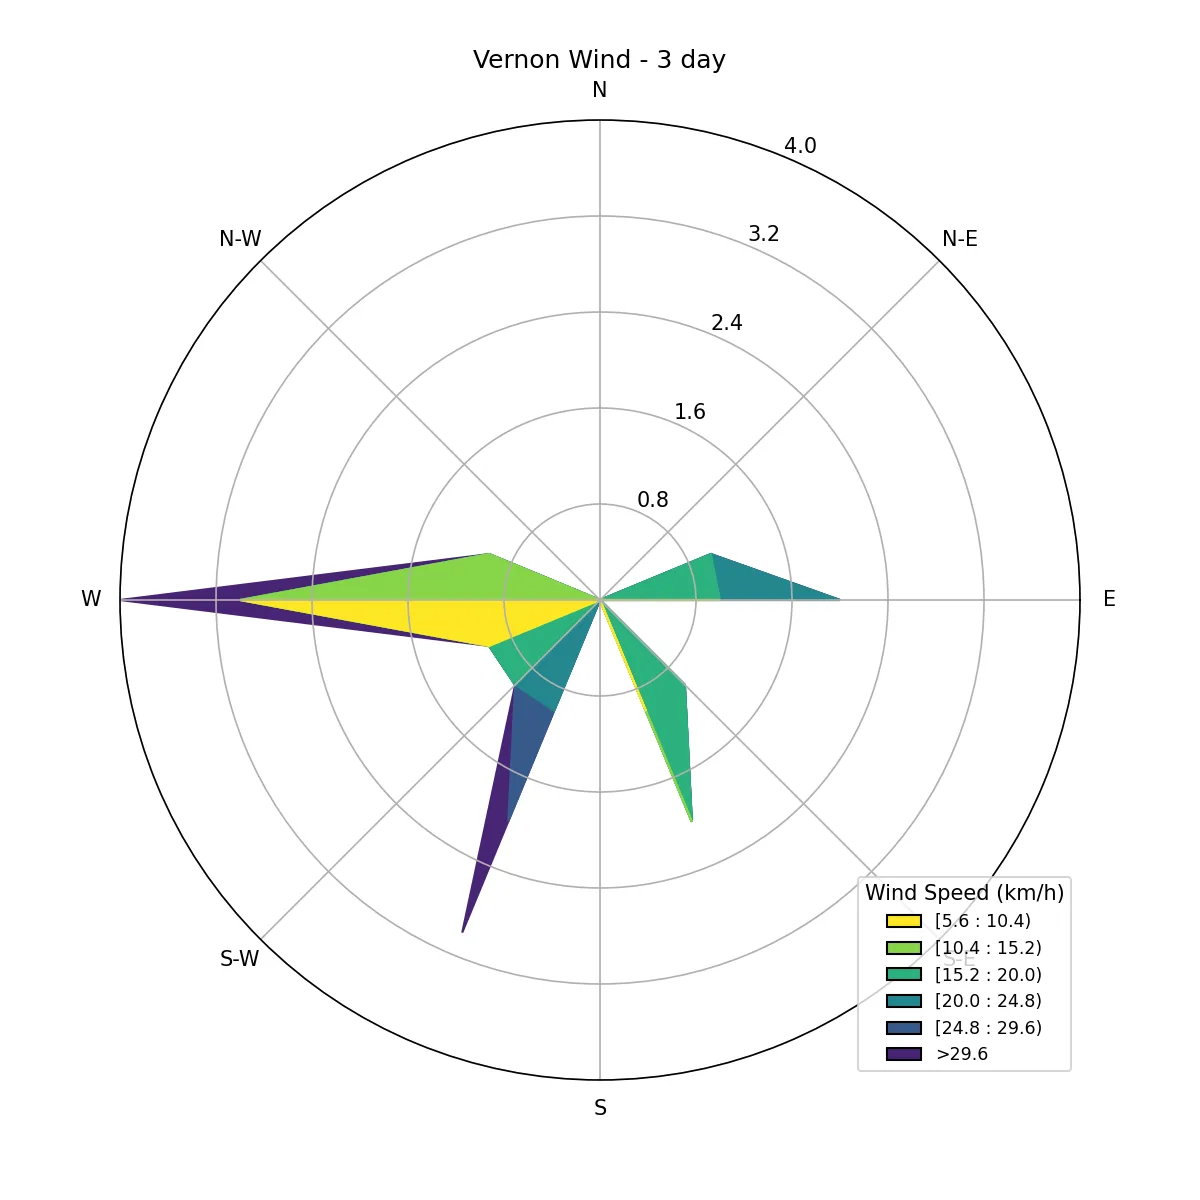 Vernon Wind - 3 day
N
4.0
N-W
3.2
N-E
2.4
1.6
0.8
W
E
S-W
S-E
S
Wind Speed (km/h)
[5.6 : 10.4)
[10.4 : 15.2)
[15.2 : 20.0)
[20.0 : 24.8)
[24.8 : 29.6)
>29.6